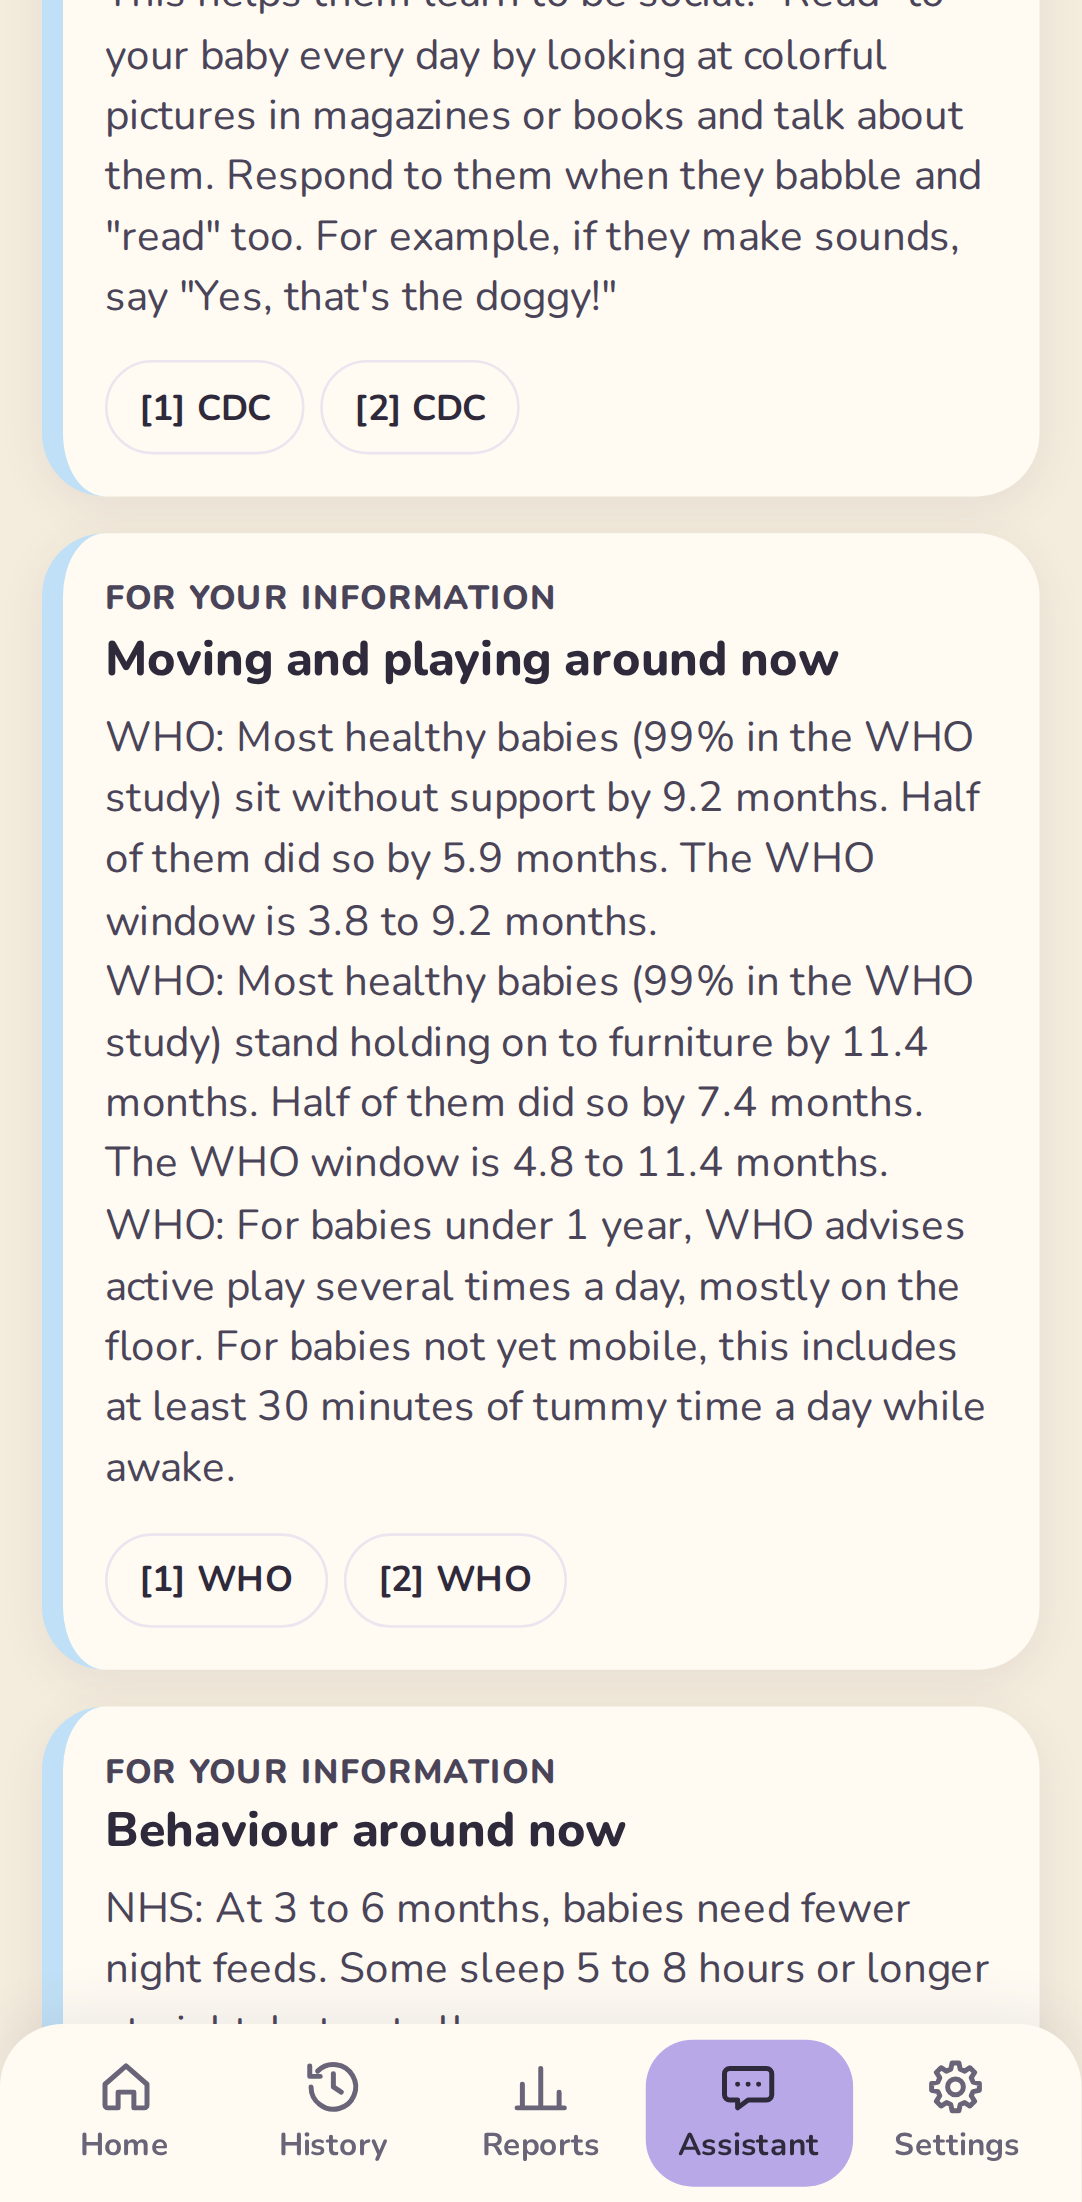 This helps them learn to be social. "Read" to
your baby every day by looking at colorful
pictures in magazines or books and talk about
them. Respond to them when they babble and
"read" too. For example, if they make sounds,
say "Yes, that's the doggy!"
[1] CDC [2] CDC
FOR YOUR INFORMATION
Moving and playing around now
WHO: Most healthy babies (99% in the WHO
study) sit without support by 9.2 months. Half
of them did so by 5.9 months. The WHO
window is 3.8 to 9.2 months.
WHO: Most healthy babies (99% in the WHO
study) stand holding on to furniture by 11.4
months. Half of them did so by 7.4 months.
The WHO window is 4.8 to 11.4 months.
WHO: For babies under 1 year, WHO advises
active play several times a day, mostly on the
floor. For babies not yet mobile, this includes
at least 30 minutes of tummy time a day while
awake.
[1] WHO [2] WHO
FOR YOUR INFORMATION
Behaviour around now
NHS: At 3 to 6 months, babies need fewer
night feeds. Some sleep 5 to 8 hours or longer
Home History Reports Assistant Settings